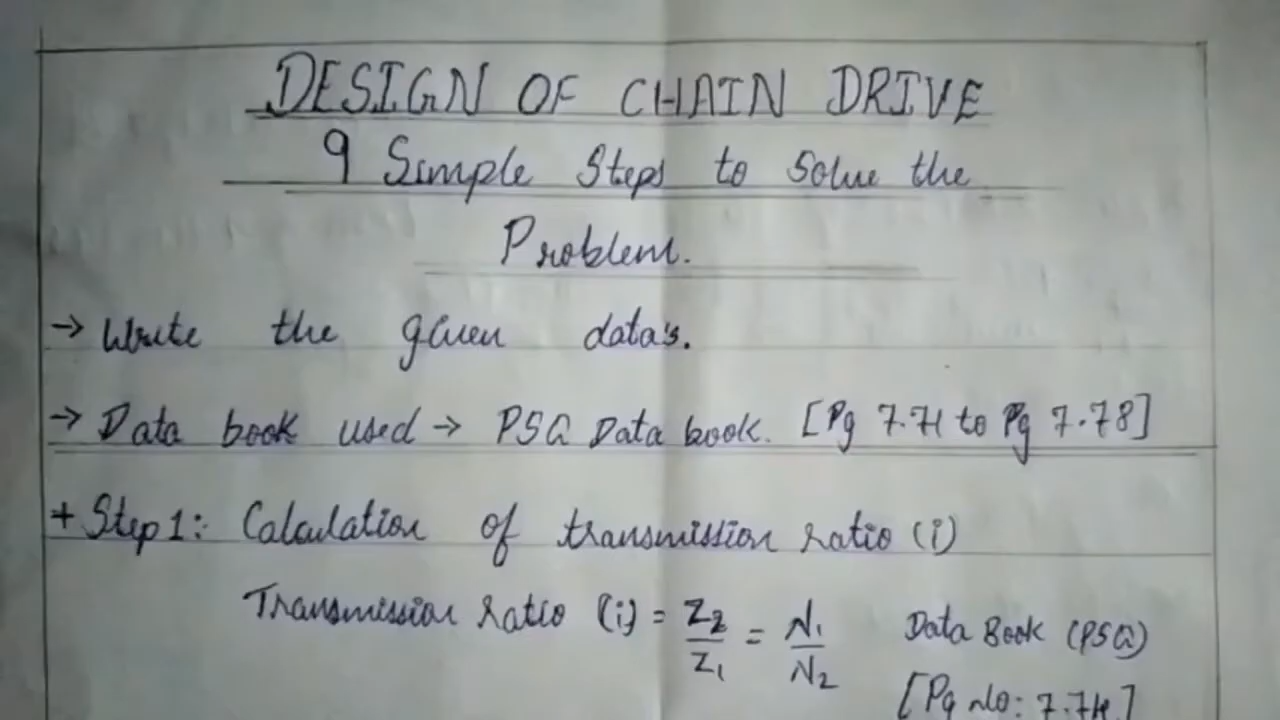 DESIGN OF CHAIN DRIVE
9 Simple Steps to Solve the
Problem.
→ Write the given data's.
→ Data book used → PSG Data book. [Pg 7.71 to Pg 7.78]
+ Step 1: Calculation of transmission ratio (i)
Transmission ratio (i) = Z2/Z1 = N1/N2 Data Book (PSG)
[Pg No: 7.74]